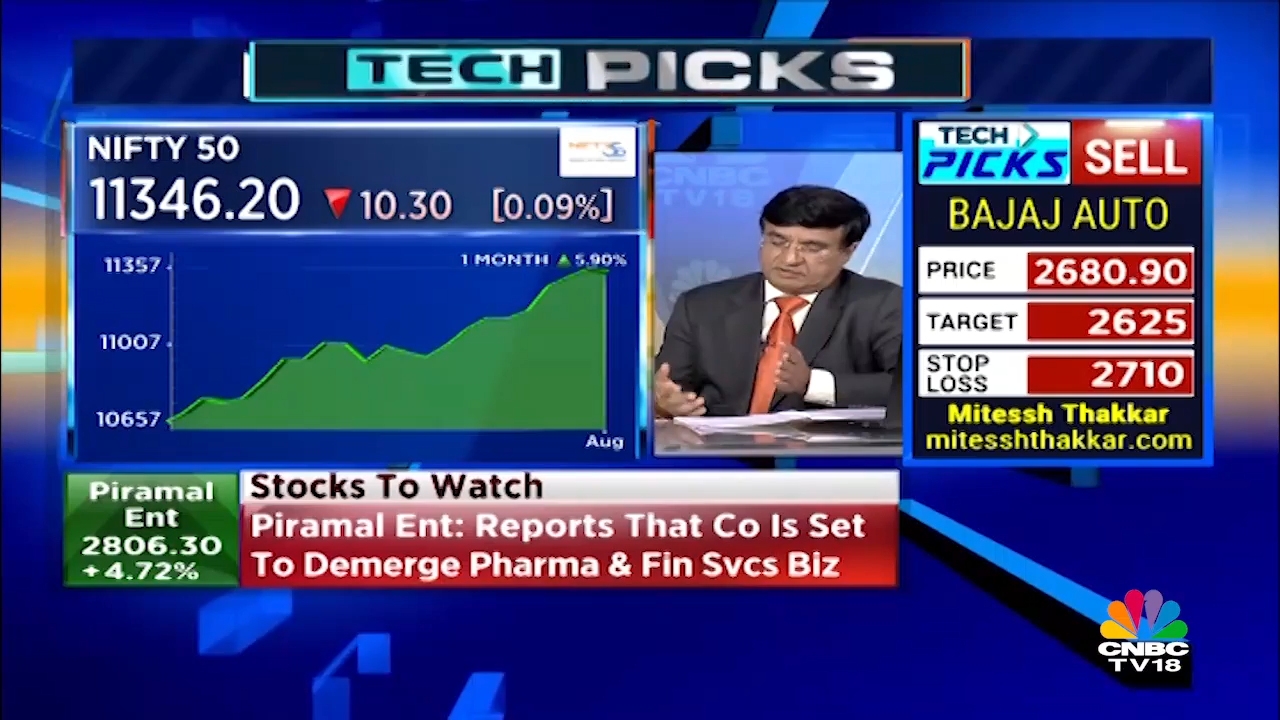 TECH PICKS
NIFTY 50
11346.20 ▼ 10.30 [0.09%]
1 MONTH ▲ 5.90%
11357
11007
10657
Aug
CNBC
TV18
TECH
PICKS
SELL
BAJAJ AUTO
PRICE 2680.90
TARGET 2625
STOP
LOSS 2710
Mitessh Thakkar
mitesshthakkar.com
Piramal
Ent
2806.30
+4.72%
Stocks To Watch
Piramal Ent: Reports That Co Is Set
To Demerge Pharma & Fin Svcs Biz
CNBC
TV18